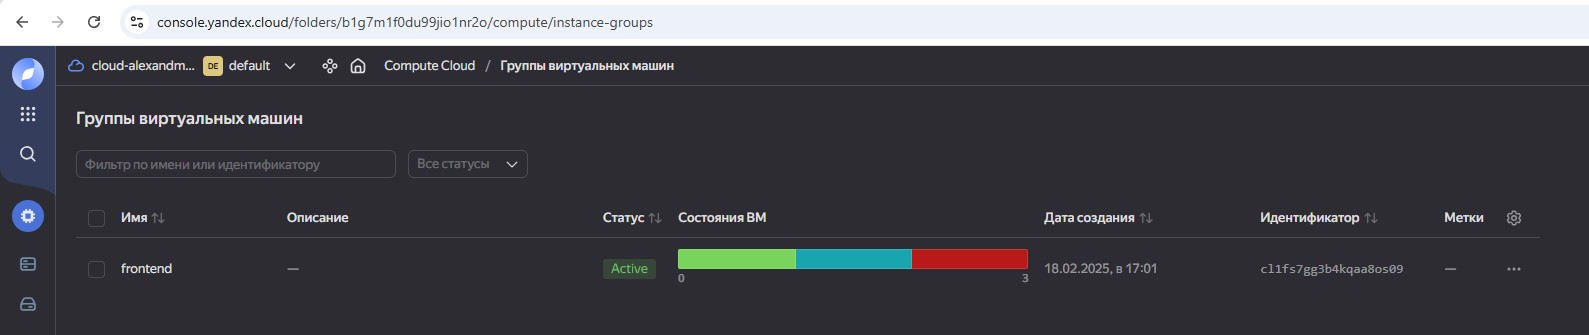 console.yandex.cloud/folders/b1g7m1f0du99jio1nr2o/compute/instance-groups
cloud-alexandm... DE default Compute Cloud / Группы виртуальных машин
Группы виртуальных машин
Фильтр по имени или идентификатору Все статусы
Имя Описание Статус Состояния ВМ Дата создания Идентификатор Метки
frontend — Active 18.02.2025, в 17:01 cl1fs7gg3b4kqaa8os09 — ...
0 3